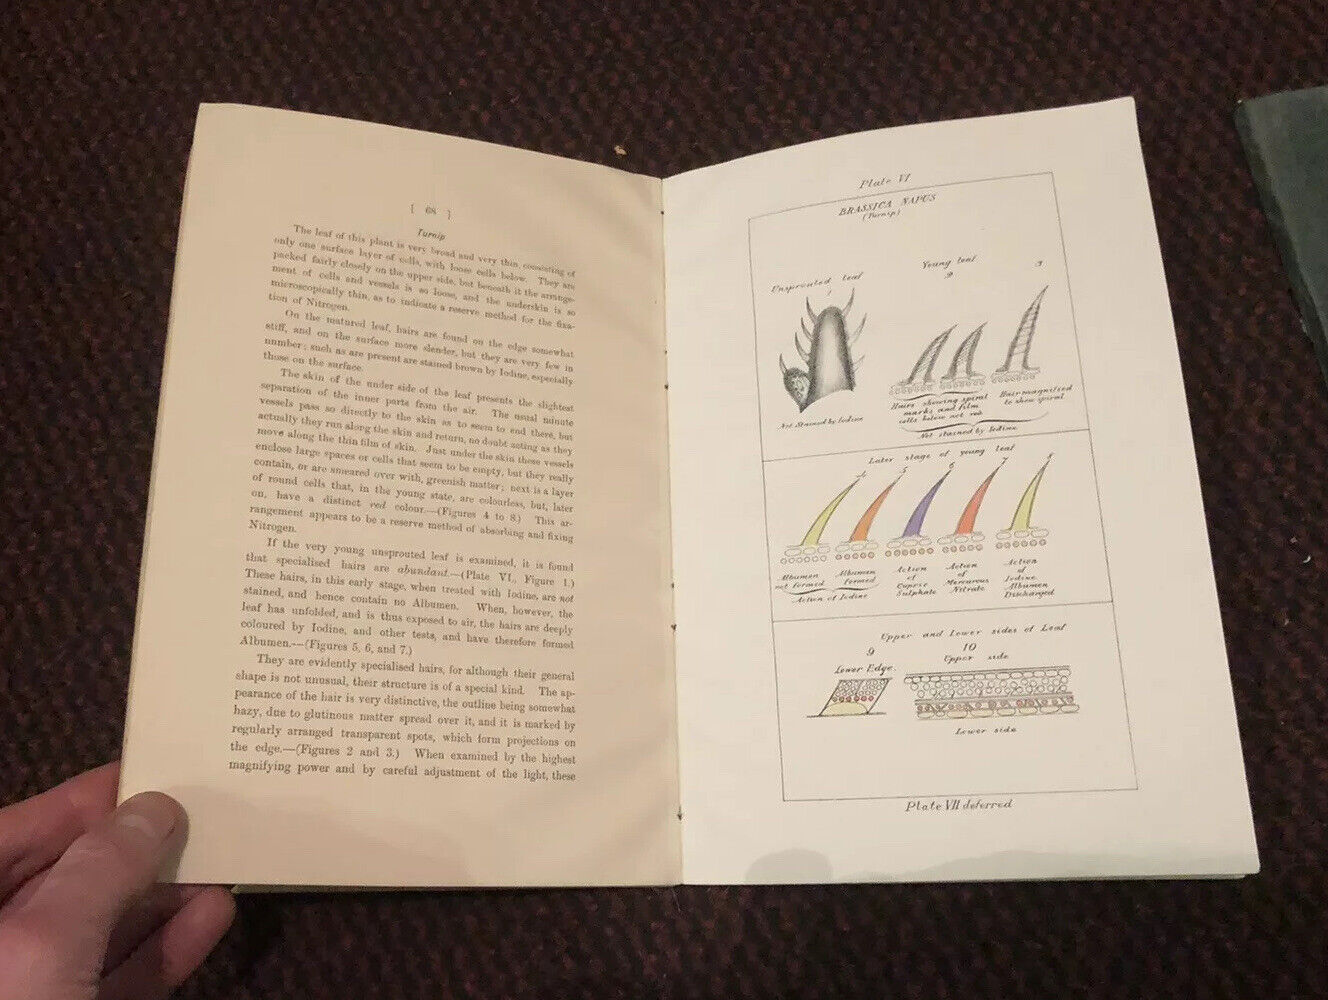 [ 68 ]
Turnip
The leaf of this plant is very broad and very thin, consisting of
only one surface layer of cells, with loose cells below. They are
packed fairly closely on the upper side, but beneath it the arrange-
ment of cells and vessels is so loose, and the underskin is so
microscopically thin, as to indicate a reserve method for the fixa-
tion of Nitrogen.
On the matured leaf, hairs are found on the edge somewhat
stiff, and on the surface more slender, but they are very few in
number; such as are present are stained brown by Iodine, especially
those on the surface.
The skin of the under side of the leaf presents the slightest
separation of the inner parts from the air. The usual minute
vessels pass so directly to the skin as to seem to end there, but
actually they run along the skin and return, no doubt acting as they
move along the thin film of skin. Just under the skin these vessels
enclose large spaces or cells that seem to be empty, but they really
contain, or are smeared over with, greenish matter; next is a layer
of round cells that, in the young state, are colourless, but, later
on, have a distinct red colour.—(Figures 4 to 8.) This ar-
rangement appears to be a reserve method of absorbing and fixing
Nitrogen.
If the very young unsprouted leaf is examined, it is found
that specialised hairs are abundant.—(Plate VI., Figure 1.)
These hairs, in this early stage, when treated with Iodine, are not
stained, and hence contain no Albumen. When, however, the
leaf has unfolded, and is thus exposed to air, the hairs are deeply
coloured by Iodine, and other tests, and have therefore formed
Albumen.—(Figures 5, 6, and 7.)
They are evidently specialised hairs, for although their general
shape is not unusual, their structure is of a special kind. The ap-
pearance of the hair is very distinctive, the outline being somewhat
hazy, due to glutinous matter spread over it, and it is marked by
regularly arranged transparent spots, which form projections on
the edge.—(Figures 2 and 3.) When examined by the highest
magnifying power and by careful adjustment of the light, these
Plate VI
BRASSICA NAPUS
(Turnip)
Unsprouted leaf
1
Young leaf
2
3
Not Stained by Iodine
Hairs showing spiral
marks and film
cells below not red
Hair magnified
to show spiral
Not stained by Iodine
Later stage of young leaf
4 5 6 7 8
Albumen
not formed
Albumen
formed
Action of Iodine
Action
of
Cupric
Sulphate
Action
of
Mercurous
Nitrate
Action
of
Iodine
Albumen
Discharged
Upper and Lower sides of Leaf
9
Lower Edge
10
Upper side
Lower side
Plate VII deferred